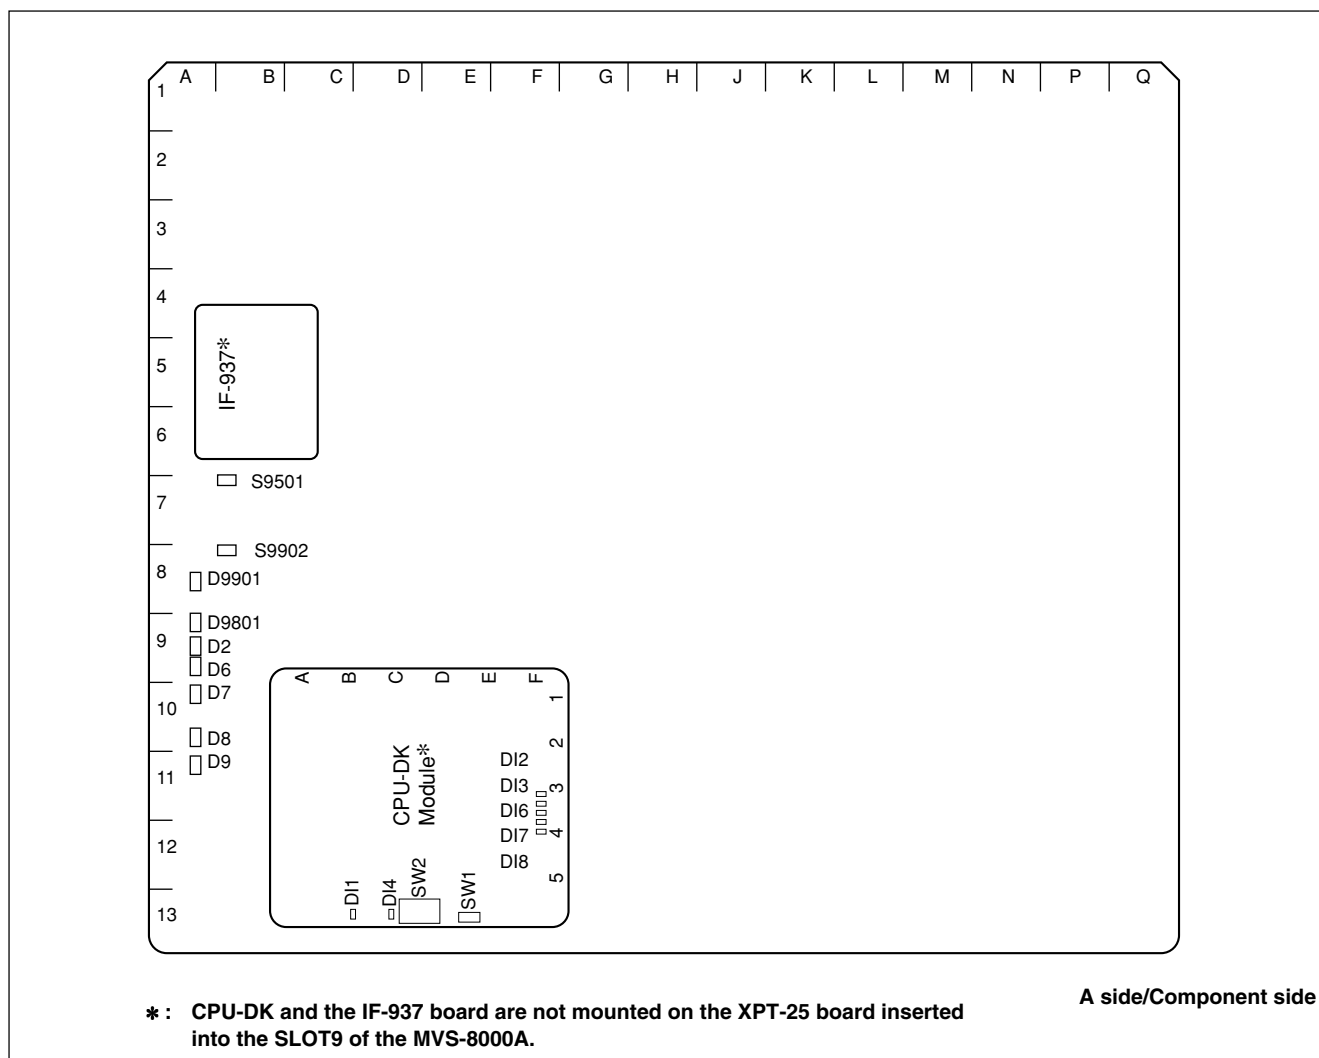 A B C D E F G H J K L M N P Q
1
2
3
4
5
6
7
8
9
10
11
12
13
IF-937*
S9501
S9902
D9901
D9801
D2
D6
D7
D8
D9
A B C D E F
1
2
3
4
5
CPU-DK
Module*
DI2
DI3
DI6
DI7
DI8
DI1
DI4
SW2
SW1
A side/Component side
* : CPU-DK and the IF-937 board are not mounted on the XPT-25 board inserted
into the SLOT9 of the MVS-8000A.